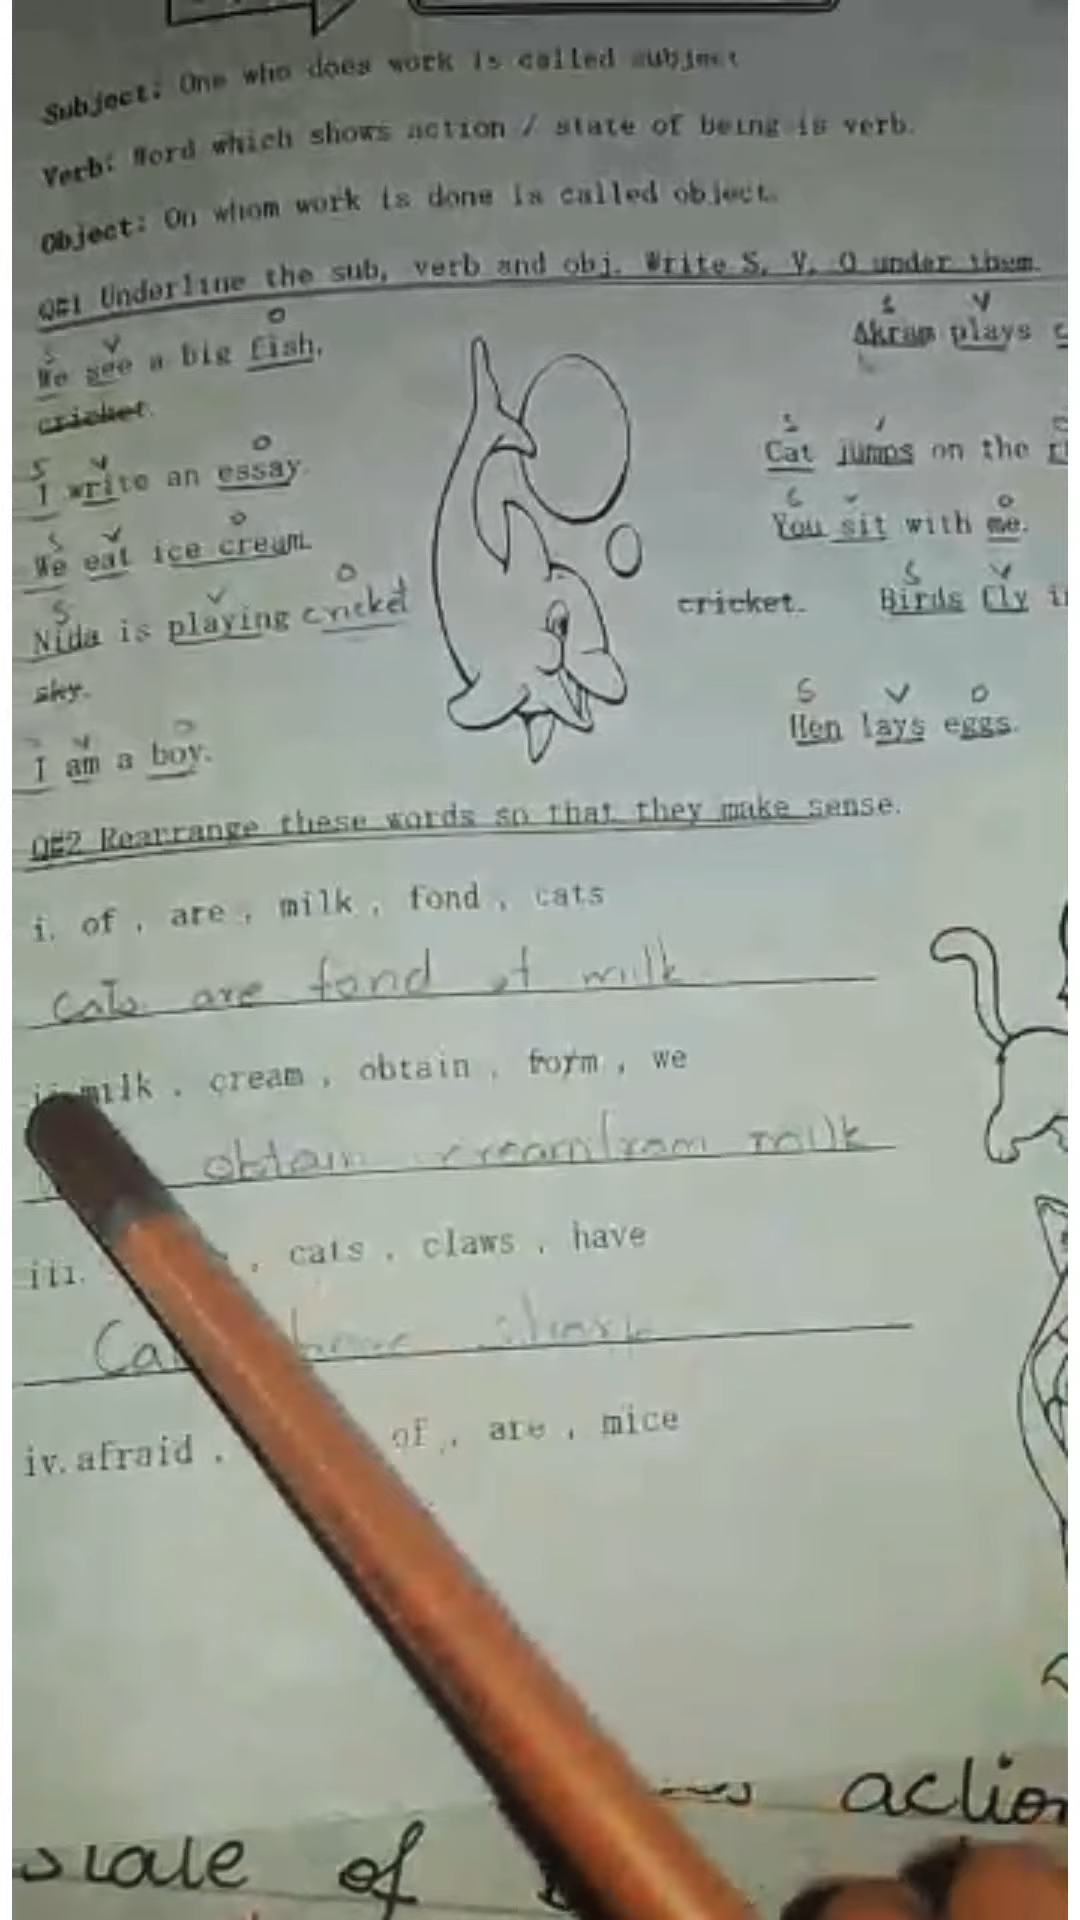 Subject: One who does work is called subject
Verb: Word which shows action / state of being is verb.
Object: On whom work is done is called object.
Q#1 Underline the sub, verb and obj. Write S, V, O under them.
S V O S V
We see a big fish. Akram plays
cricket.
S V O S
I write an essay. Cat jumps on the
S V O S V O
We eat ice cream. You sit with me.
S V O S V
Nida is playing cricket cricket. Birds fly
sky.
S V O
Hen lays eggs.
V O
I am a boy.
Q#2 Rearrange these words so that they make sense.
i. of , are , milk , fond , cats
Cats are fond of milk
ii. milk , cream , obtain , form , we
obtain cream from milk
iii. , cats , claws , have
have sharp
iv. afraid , of , are , mice
action
state of